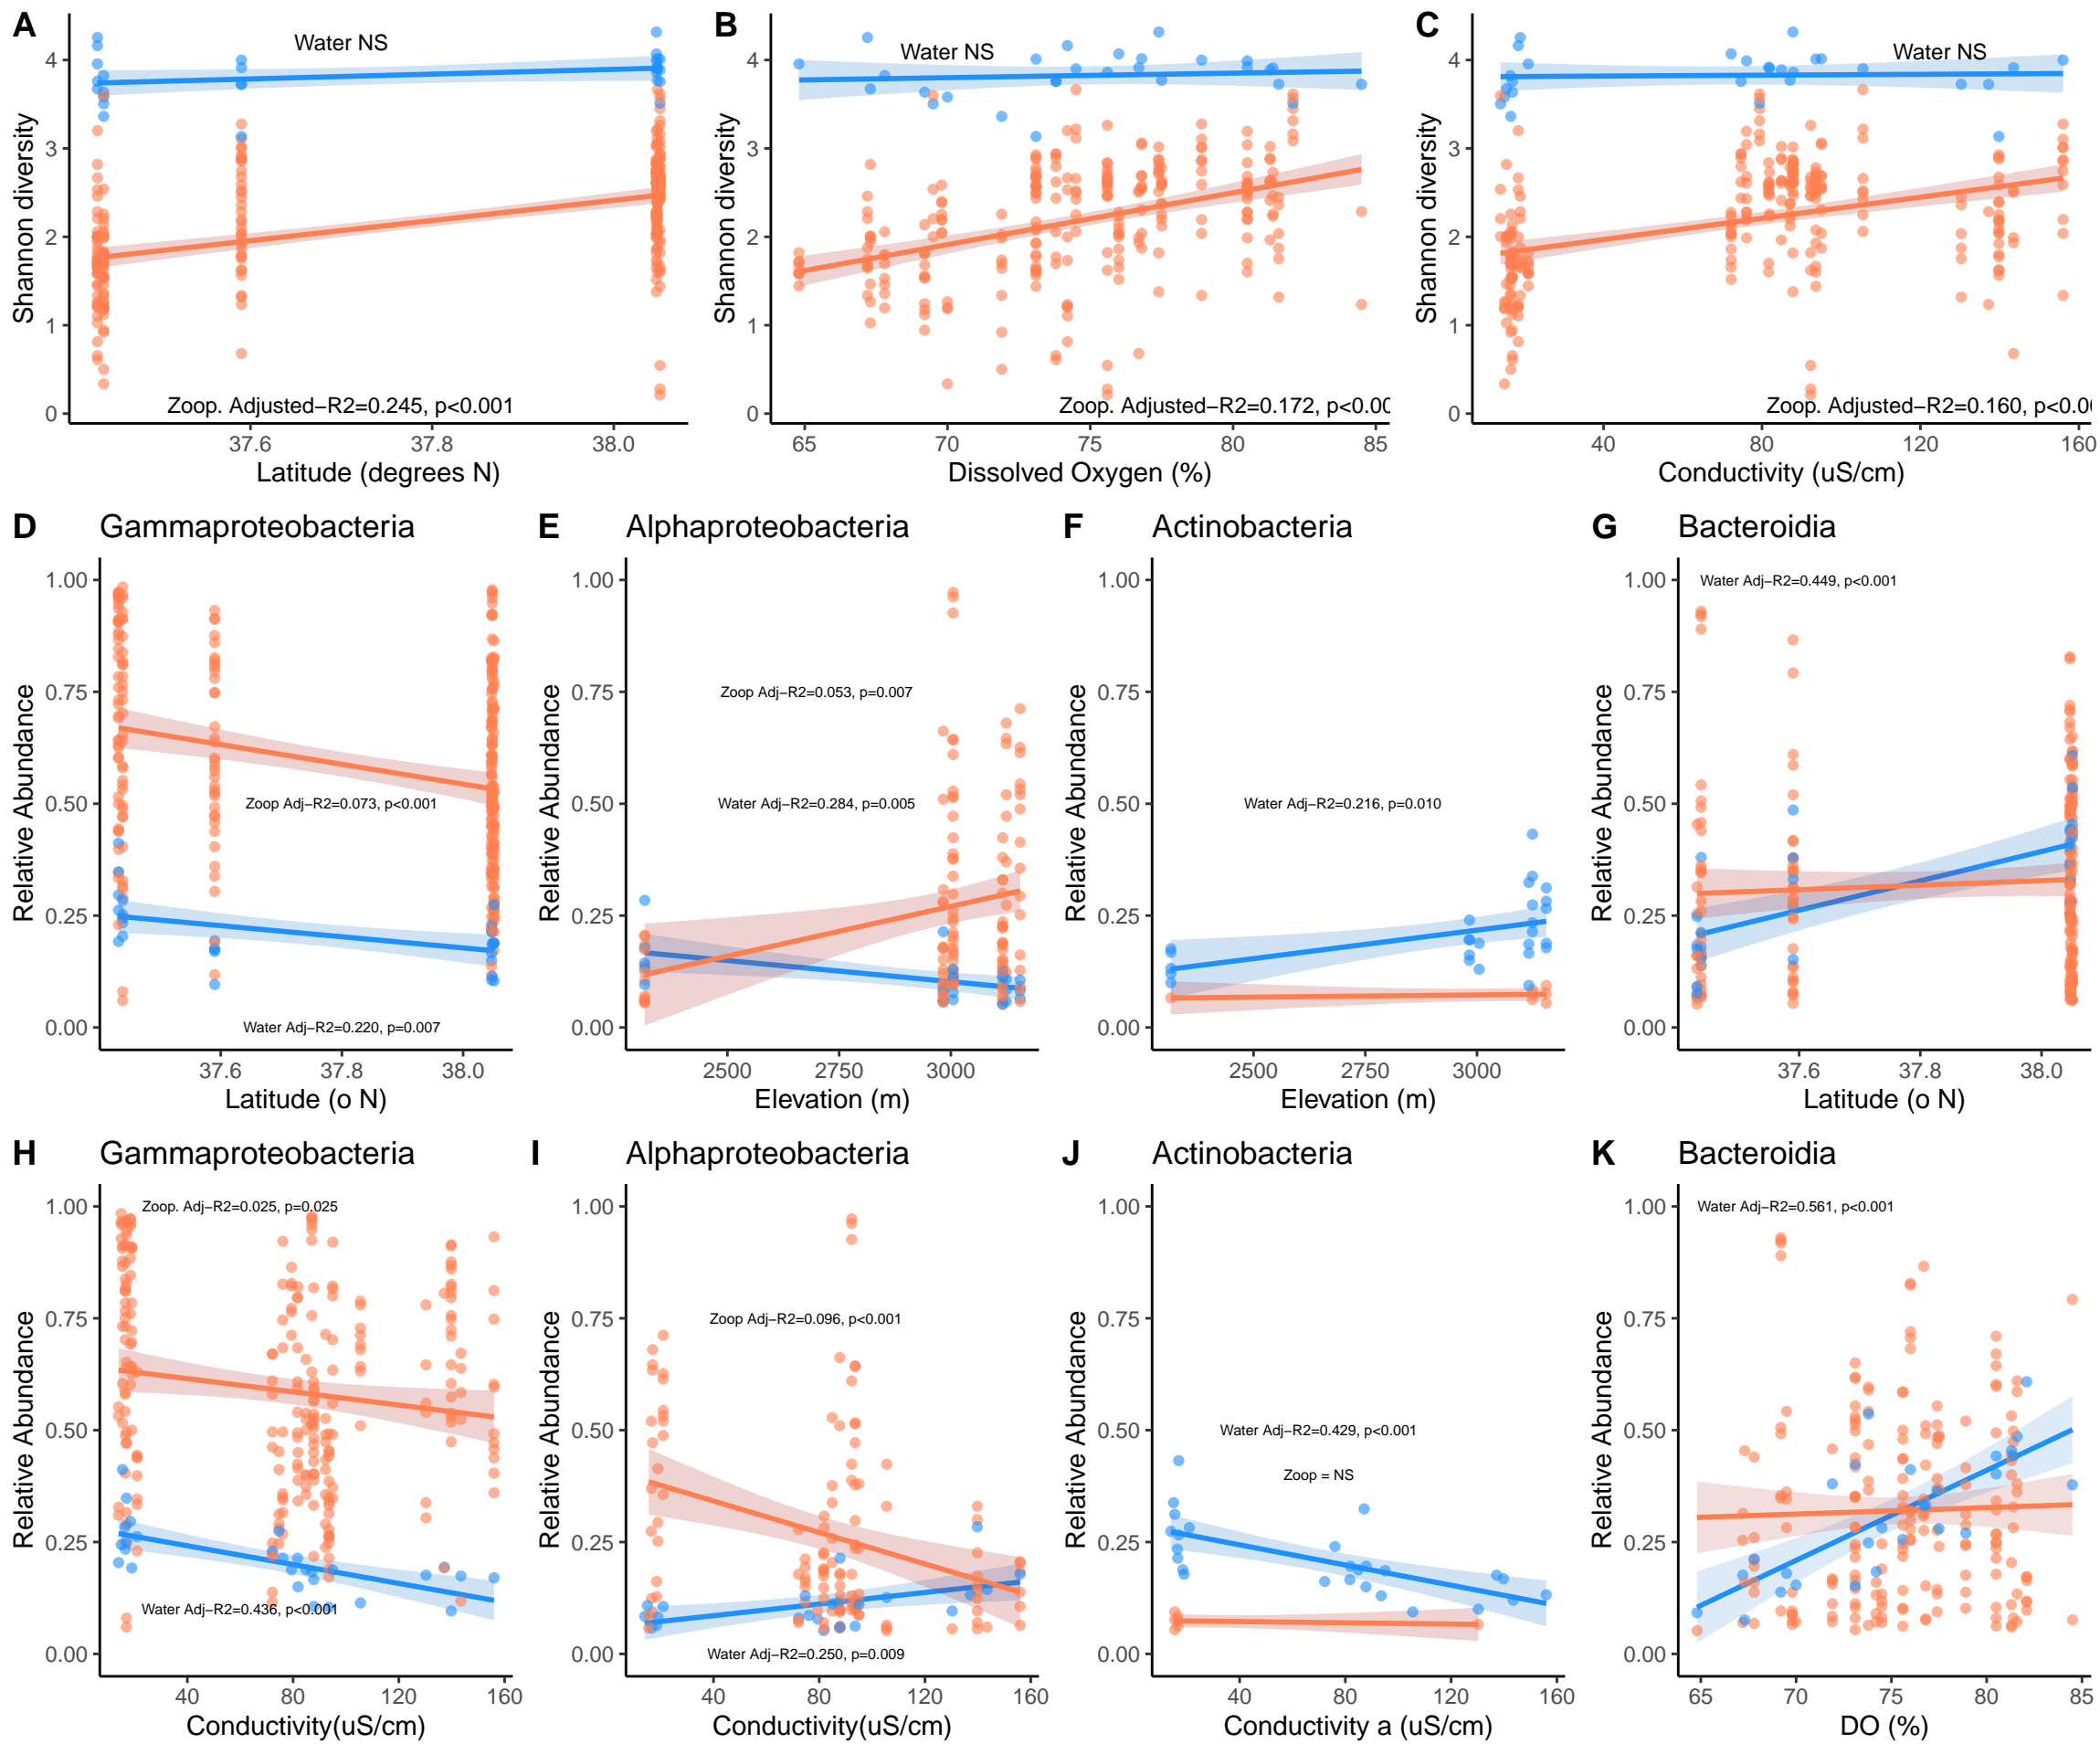 A
Water NS
Shannon diversity
4
3
2
1
0
Zoop. Adjusted−R2=0.245, p<0.001
37.6 37.8 38.0
Latitude (degrees N)
B
Water NS
Shannon diversity
4
3
2
1
0
Zoop. Adjusted−R2=0.172, p<0.00
65 70 75 80 85
Dissolved Oxygen (%)
C
Water NS
Shannon diversity
4
3
2
1
0
Zoop. Adjusted−R2=0.160, p<0.0
40 80 120 160
Conductivity (uS/cm)
D Gammaproteobacteria
Relative Abundance
1.00
0.75
0.50
0.25
0.00
Zoop Adj−R2=0.073, p<0.001
Water Adj−R2=0.220, p=0.007
37.6 37.8 38.0
Latitude (o N)
E Alphaproteobacteria
Relative Abundance
1.00
0.75
0.50
0.25
0.00
Zoop Adj−R2=0.053, p=0.007
Water Adj−R2=0.284, p=0.005
2500 2750 3000
Elevation (m)
F Actinobacteria
Relative Abundance
1.00
0.75
0.50
0.25
0.00
Water Adj−R2=0.216, p=0.010
2500 2750 3000
Elevation (m)
G Bacteroidia
Relative Abundance
1.00
0.75
0.50
0.25
0.00
Water Adj−R2=0.449, p<0.001
37.6 37.8 38.0
Latitude (o N)
H Gammaproteobacteria
Relative Abundance
1.00
0.75
0.50
0.25
0.00
Zoop. Adj−R2=0.025, p=0.025
Water Adj−R2=0.436, p<0.001
40 80 120 160
Conductivity(uS/cm)
I Alphaproteobacteria
Relative Abundance
1.00
0.75
0.50
0.25
0.00
Zoop Adj−R2=0.096, p<0.001
Water Adj−R2=0.250, p=0.009
40 80 120 160
Conductivity(uS/cm)
J Actinobacteria
Relative Abundance
1.00
0.75
0.50
0.25
0.00
Water Adj−R2=0.429, p<0.001
Zoop = NS
40 80 120 160
Conductivity a (uS/cm)
K Bacteroidia
Relative Abundance
1.00
0.75
0.50
0.25
0.00
Water Adj−R2=0.561, p<0.001
65 70 75 80 85
DO (%)